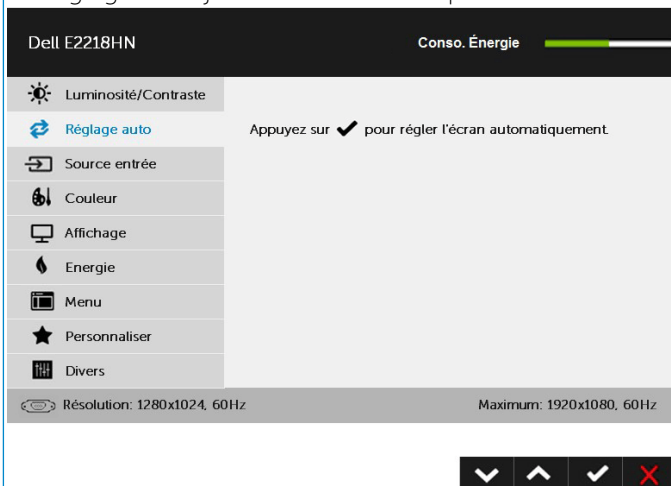 Dell E2218HN
Conso. Énergie
Luminosité/Contraste
Réglage auto
Appuyez sur ✔ pour régler l'écran automatiquement.
Source entrée
Couleur
Affichage
Energie
Menu
Personnaliser
Divers
Résolution: 1280x1024, 60Hz
Maximum: 1920x1080, 60Hz